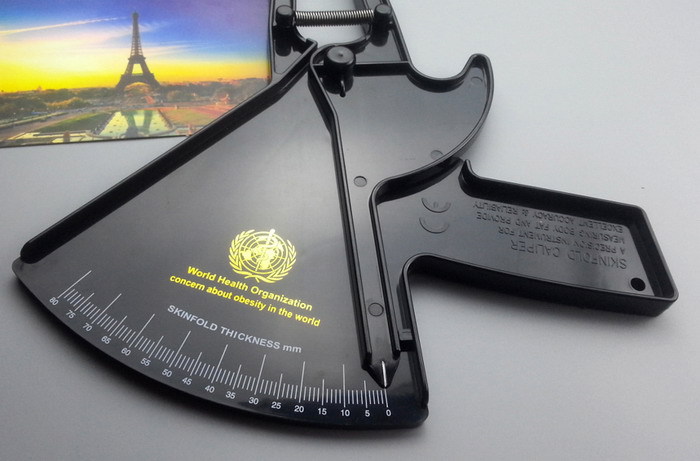 World Health Organization
concern about obesity in the world
SKINFOLD THICKNESS mm
80 75 70 65 60 55 50 45 40 35 30 25 20 15 10 5 0
SKINFOLD CALIPER
A PRECISION INSTRUMENT FOR
MEASURING BODY FAT AND PROVIDE
EXCELLENT ACCURACY & RELIABILITY
CE